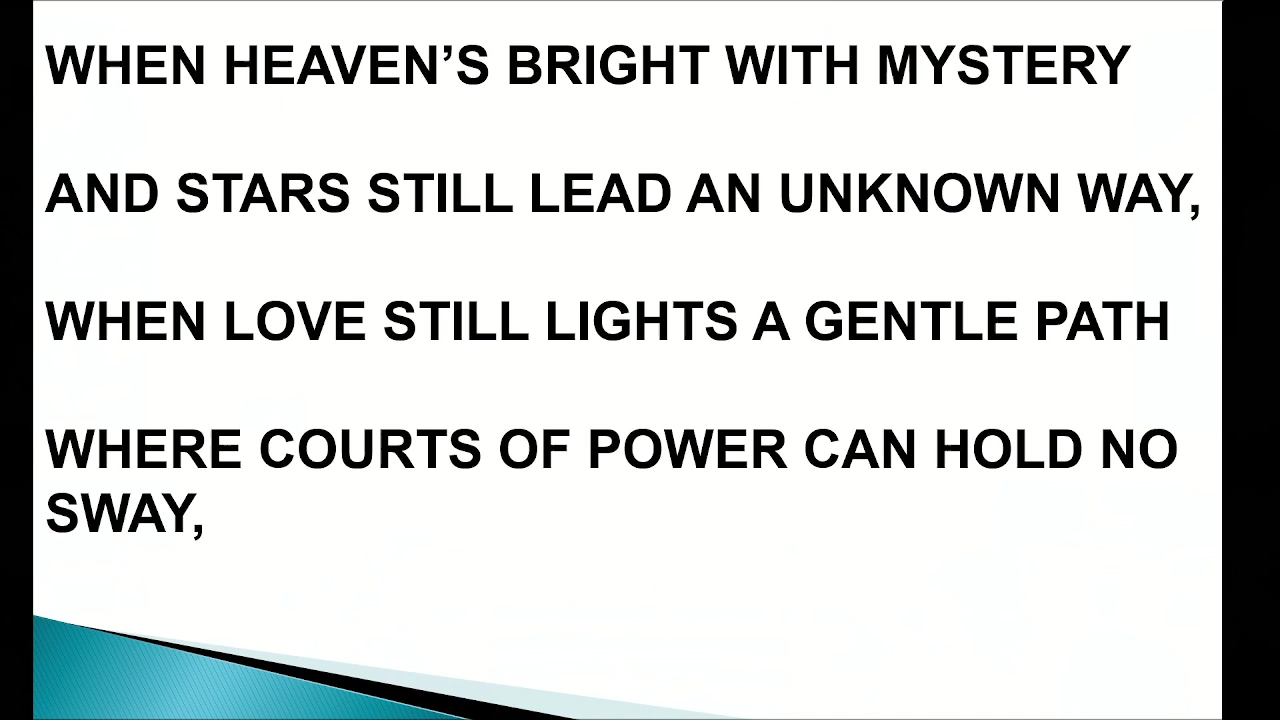 WHEN HEAVEN’S BRIGHT WITH MYSTERY
AND STARS STILL LEAD AN UNKNOWN WAY,
WHEN LOVE STILL LIGHTS A GENTLE PATH
WHERE COURTS OF POWER CAN HOLD NO
SWAY,